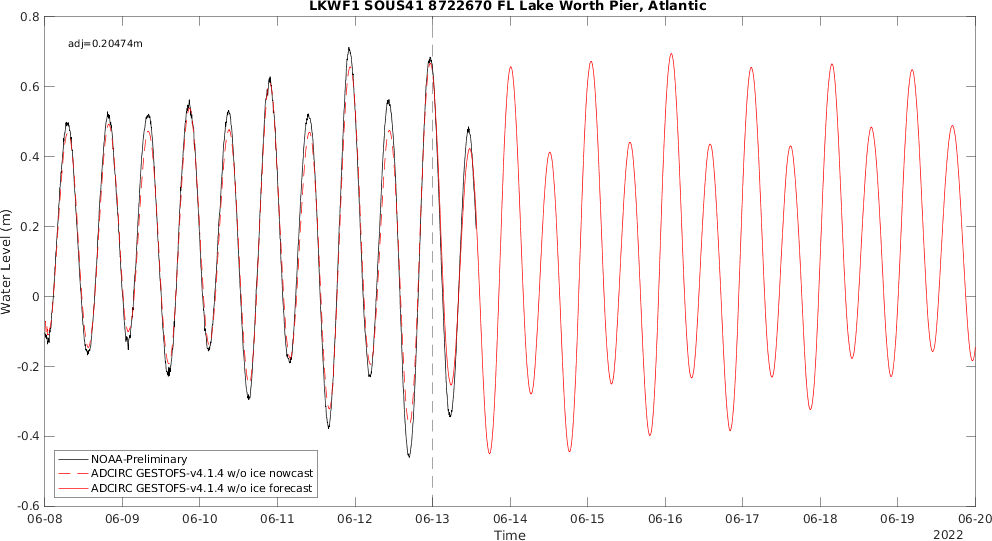 LKWF1 SOUS41 8722670 FL Lake Worth Pier, Atlantic
adj=0.20474m
0.8
0.6
0.4
0.2
0
-0.2
-0.4
-0.6
Water Level (m)
NOAA-Preliminary
ADCIRC GESTOFS-v4.1.4 w/o ice nowcast
ADCIRC GESTOFS-v4.1.4 w/o ice forecast
06-08 06-09 06-10 06-11 06-12 06-13 06-14 06-15 06-16 06-17 06-18 06-19 06-20
Time
2022